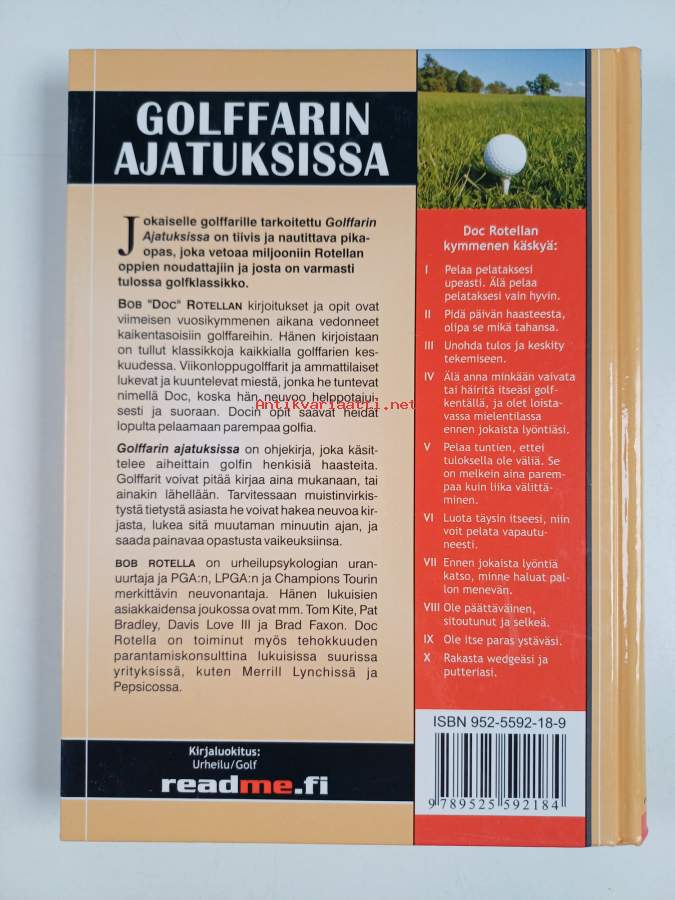 GOLFFARIN
AJATUKSISSA
Jokaiselle golffarille tarkoitettu Golffarin
Ajatuksissa on tiivis ja nautittava pika-
opas, joka vetoaa miljooniin Rotellan
oppien noudattajiin ja josta on varmasti
tulossa golfklassikko.
BOB "DOC" ROTELLAN kirjoitukset ja opit ovat
viimeisen vuosikymmenen aikana vedonneet
kaikentasoisiin golffareihin. Hänen kirjoistaan
on tullut klassikkoja kaikkialla golffarien kes-
kuudessa. Viikonloppugolffarit ja ammattilaiset
lukevat ja kuuntelevat miestä, jonka he tuntevat
nimellä Doc, koska hän neuvoo helppotajui-
sesti ja suoraan. Docin opit saavat heidät
lopulta pelaamaan parempaa golfia.
Golffarin ajatuksissa on ohjekirja, joka käsit-
telee aiheittain golfin henkisiä haasteita.
Golffarit voivat pitää kirjaa aina mukanaan, tai
ainakin lähellään. Tarvitessaan muistinvirkis-
tystä tietystä asiasta he voivat hakea neuvoa kir-
jasta, lukea sitä muutaman minuutin ajan, ja
saada painavaa opastusta vaikeuksiinsa.
BOB ROTELLA on urheilupsykologian uran-
uurtaja ja PGA:n, LPGA:n ja Champions Tourin
merkittävin neuvonantaja. Hänen lukuisien
asiakkaidensa joukossa ovat mm. Tom Kite, Pat
Bradley, Davis Love III ja Brad Faxon. Doc
Rotella on toiminut myös tehokkuuden
parantamiskonsulttina lukuisissa suurissa
yrityksissä, kuten Merrill Lynchissä ja
Pepsicossa.
Kirjaluokitus:
Urheilu/Golf
readme.fi
Doc Rotellan
kymmenen käskyä:
I Pelaa pelataksesi
upeasti. Älä pelaa
pelataksesi vain hyvin.
II Pidä päivän haasteesta,
olipa se mikä tahansa.
III Unohda tulos ja keskity
tekemiseen.
IV Älä anna minkään vaivata
tai häiritä itseäsi golf-
kentällä, ja olet loista-
vassa mielentilassa
ennen jokaista lyöntiäsi.
V Pelaa tuntien, ettei
tuloksella ole väliä. Se
on melkein aina parem-
paa kuin liika välittä-
minen.
VI Luota täysin itseesi, niin
voit pelata vapautu-
neesti.
VII Ennen jokaista lyöntiä
katso, minne haluat pal-
lon menevän.
VIII Ole päättäväinen,
sitoutunut ja selkeä.
IX Ole itse paras ystäväsi.
X Rakasta wedgeäsi ja
putteriasi.
ISBN 952-5592-18-9
9 789525 592184
Antikvariaatti.net